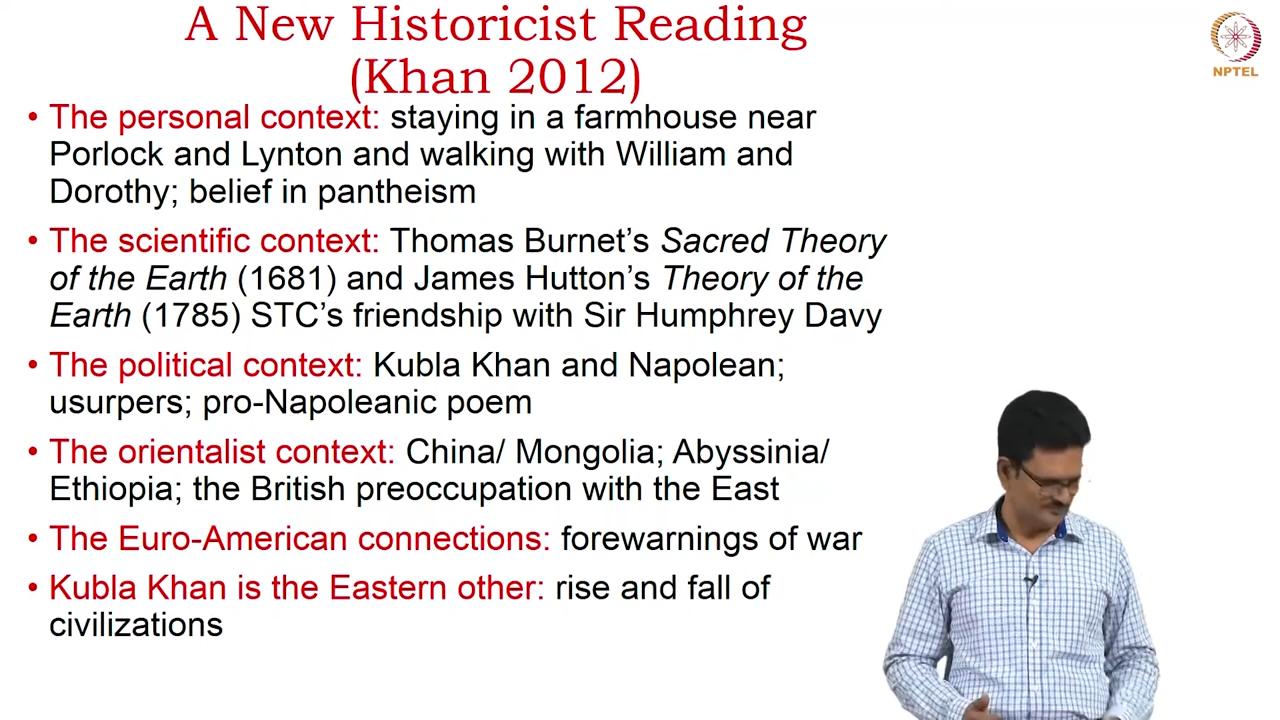 A New Historicist Reading
(Khan 2012)
NPTEL
• The personal context: staying in a farmhouse near
Porlock and Lynton and walking with William and
Dorothy; belief in pantheism
• The scientific context: Thomas Burnet’s Sacred Theory
of the Earth (1681) and James Hutton’s Theory of the
Earth (1785) STC’s friendship with Sir Humphrey Davy
• The political context: Kubla Khan and Napolean;
usurpers; pro-Napoleanic poem
• The orientalist context: China/ Mongolia; Abyssinia/
Ethiopia; the British preoccupation with the East
• The Euro-American connections: forewarnings of war
• Kubla Khan is the Eastern other: rise and fall of
civilizations